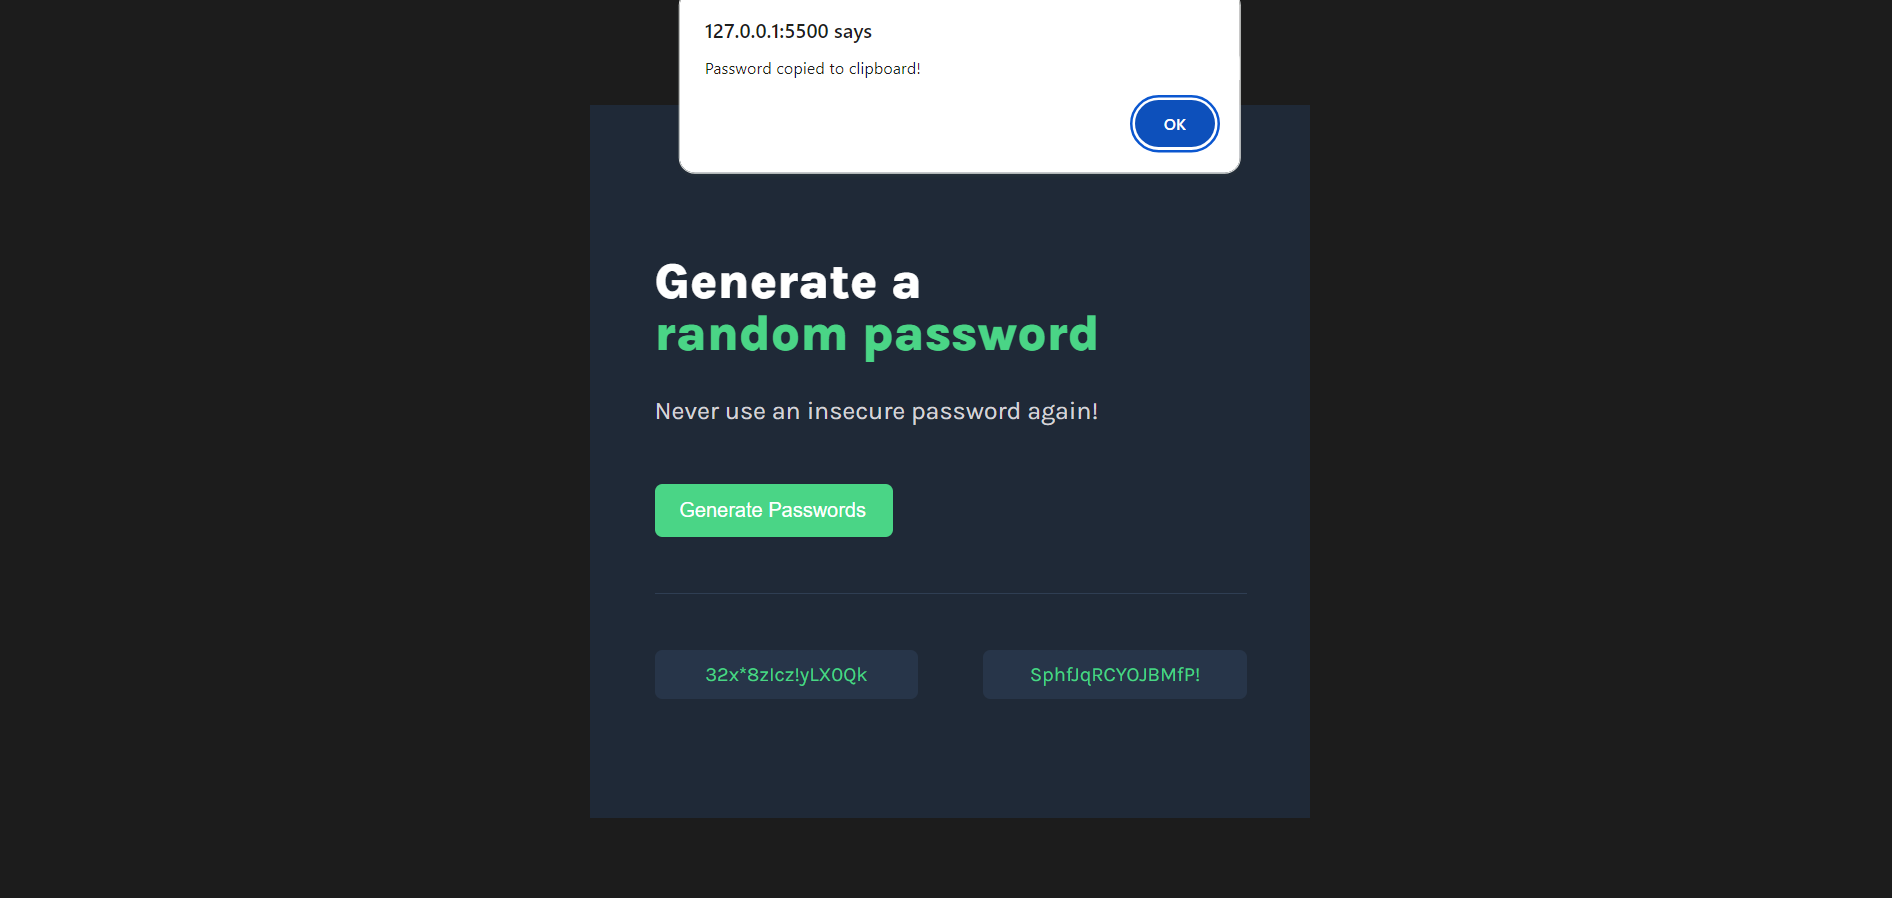 127.0.0.1:5500 says
Password copied to clipboard!
OK
Generate a
random password
Never use an insecure password again!
Generate Passwords
32x*8zIcz!yLX0Qk
SphfJqRCYOJBMfP!